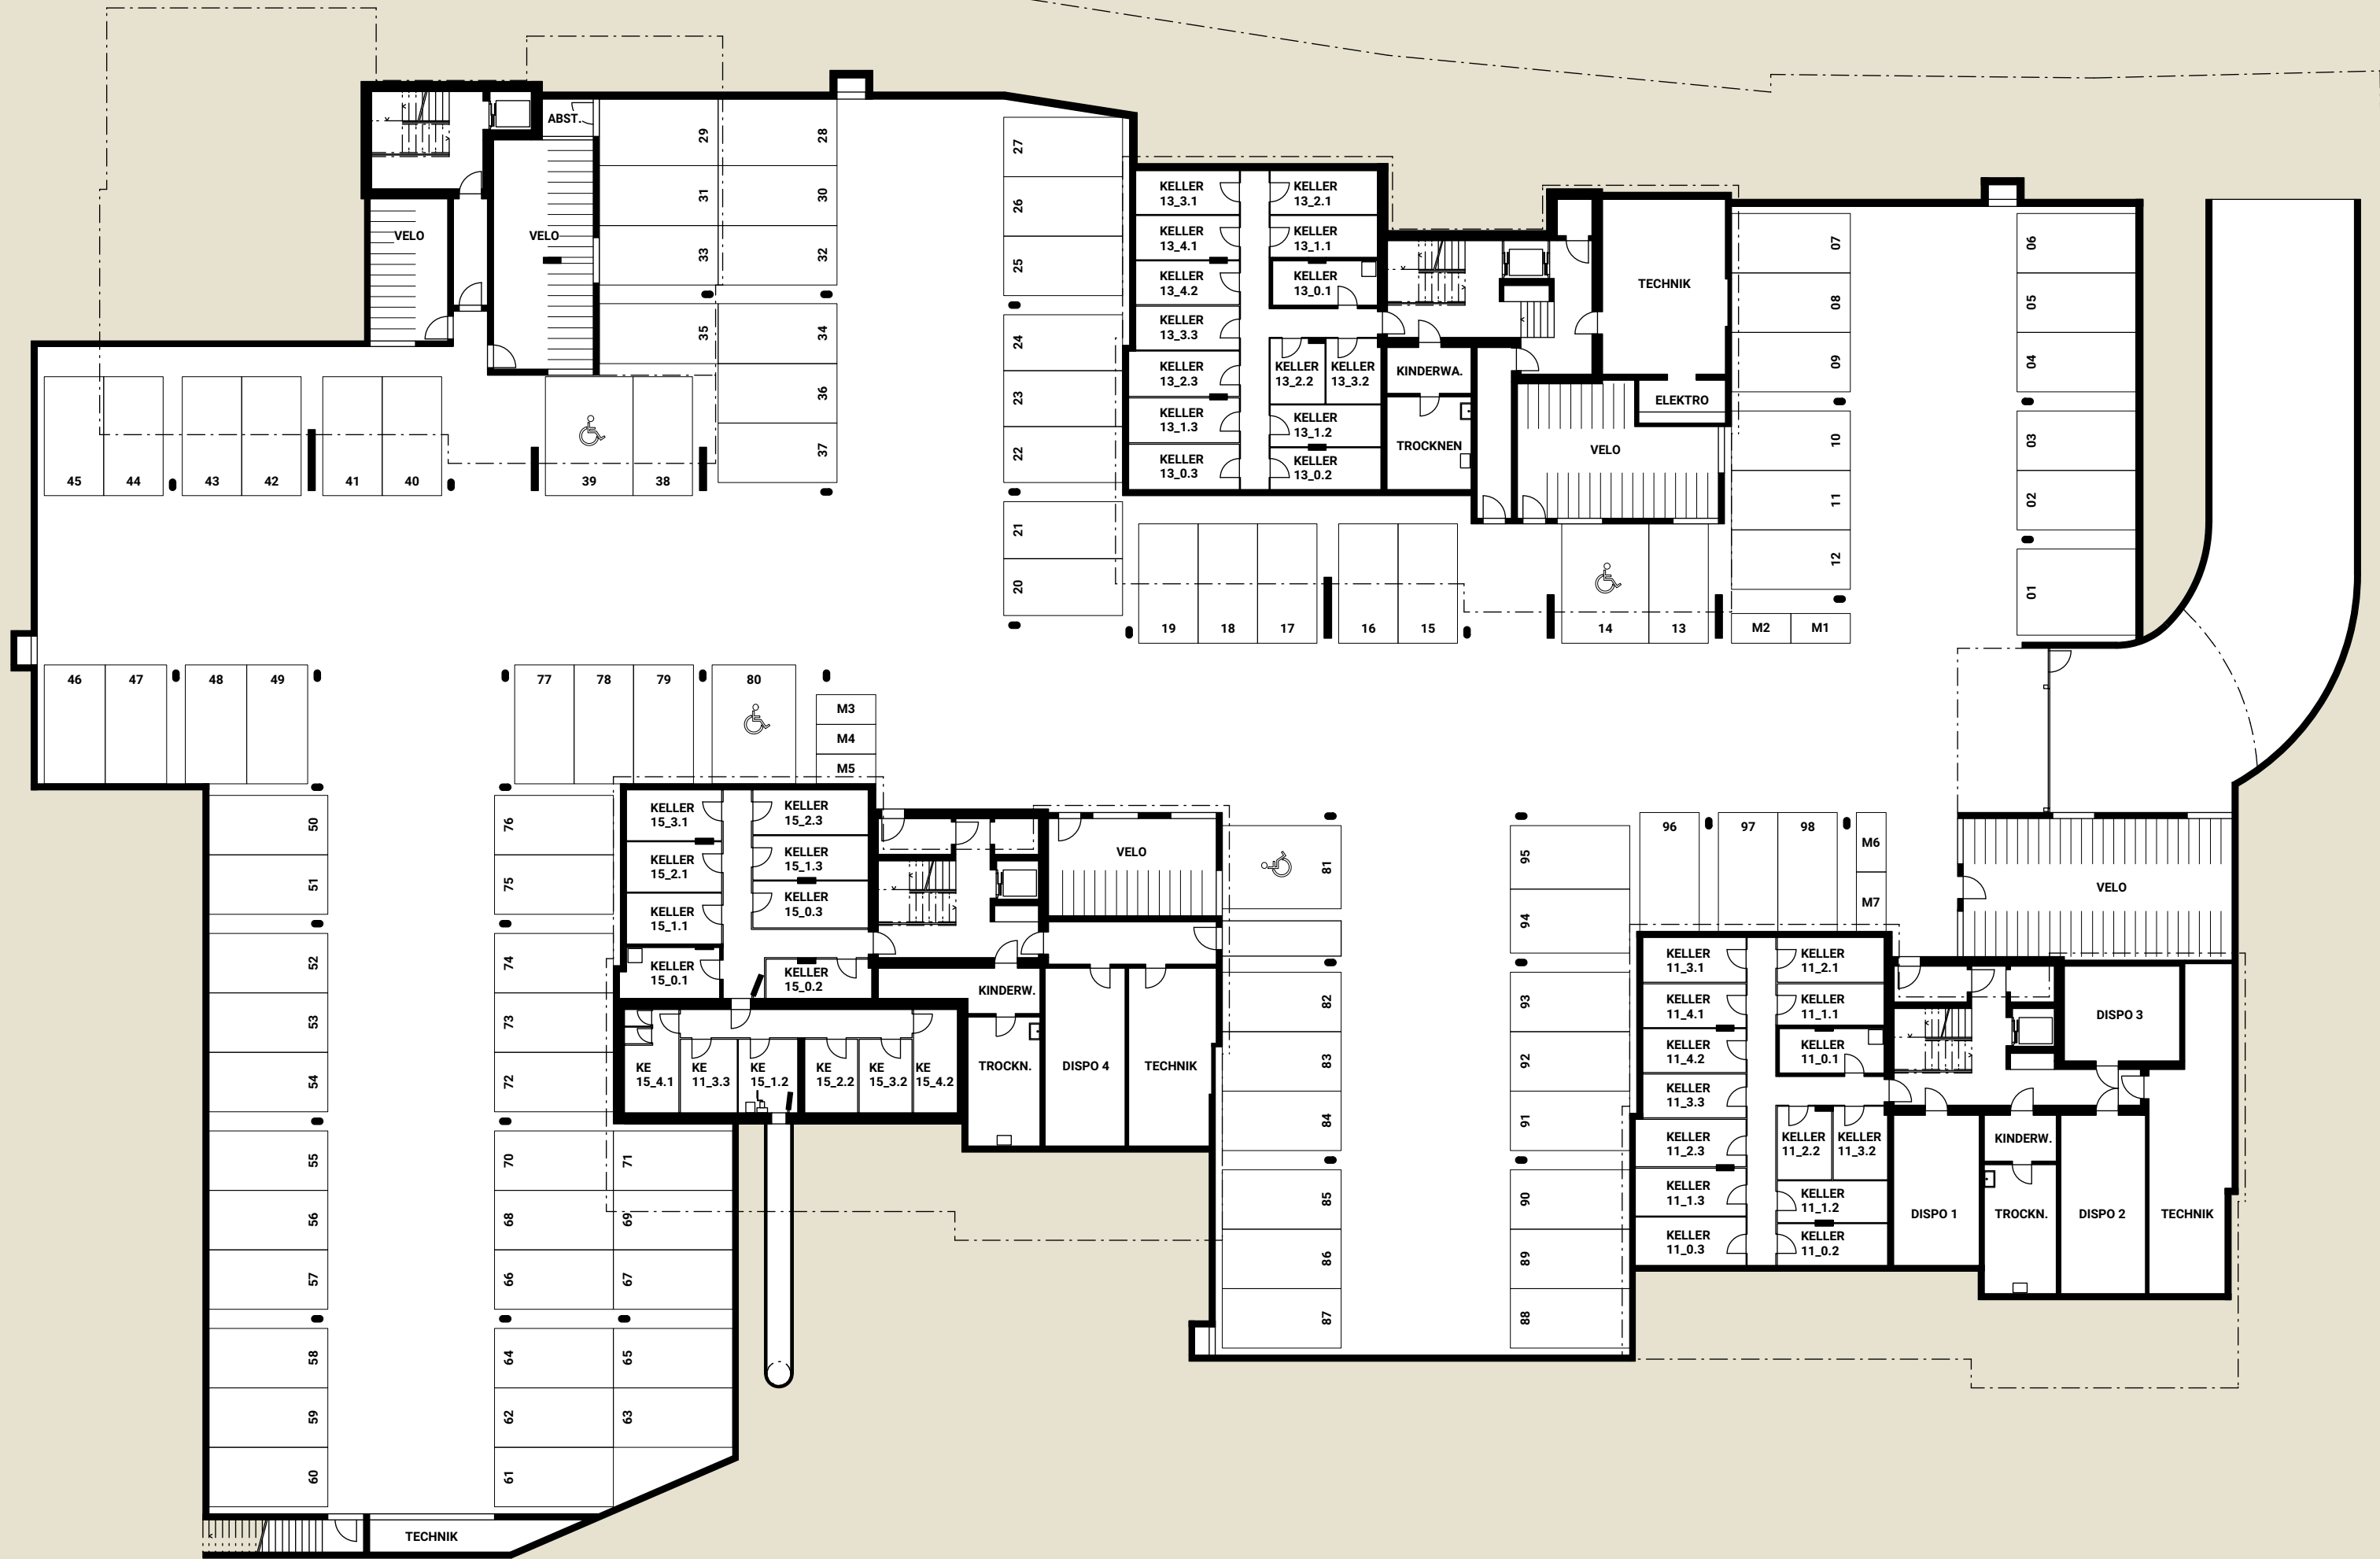 ABST.
29
28
31
30
33
32
35
34
36
37
VELO
VELO
45
44
43
42
41
40
39
38
27
26
25
24
23
22
21
20
KELLER
13_3.1
KELLER
13_2.1
KELLER
13_4.1
KELLER
13_1.1
KELLER
13_4.2
KELLER
13_0.1
KELLER
13_3.3
KELLER
13_2.3
KELLER
13_2.2
KELLER
13_3.2
KELLER
13_1.3
KELLER
13_1.2
KELLER
13_0.3
KELLER
13_0.2
KINDERWA.
TROCKNEN
TECHNIK
ELEKTRO
VELO
07
08
09
10
11
12
06
05
04
03
02
01
19
18
17
16
15
14
13
M2
M1
46
47
48
49
77
78
79
80
M3
M4
M5
50
51
52
53
54
55
56
57
58
59
60
76
75
74
73
72
70
71
68
69
66
67
64
65
62
63
61
TECHNIK
KELLER
15_3.1
KELLER
15_2.3
KELLER
15_2.1
KELLER
15_1.3
KELLER
15_1.1
KELLER
15_0.3
KELLER
15_0.1
KELLER
15_0.2
KE
15_4.1
KE
11_3.3
KE
15_1.2
KE
15_2.2
KE
15_3.2
KE
15_4.2
VELO
KINDERW.
TROCKN.
DISPO 4
TECHNIK
81
82
83
84
85
86
87
95
94
93
92
91
90
89
88
96
97
98
M6
M7
VELO
KELLER
11_3.1
KELLER
11_2.1
KELLER
11_4.1
KELLER
11_1.1
KELLER
11_4.2
KELLER
11_0.1
KELLER
11_3.3
KELLER
11_2.3
KELLER
11_2.2
KELLER
11_3.2
KELLER
11_1.3
KELLER
11_1.2
KELLER
11_0.3
KELLER
11_0.2
DISPO 3
KINDERW.
DISPO 1
TROCKN.
DISPO 2
TECHNIK